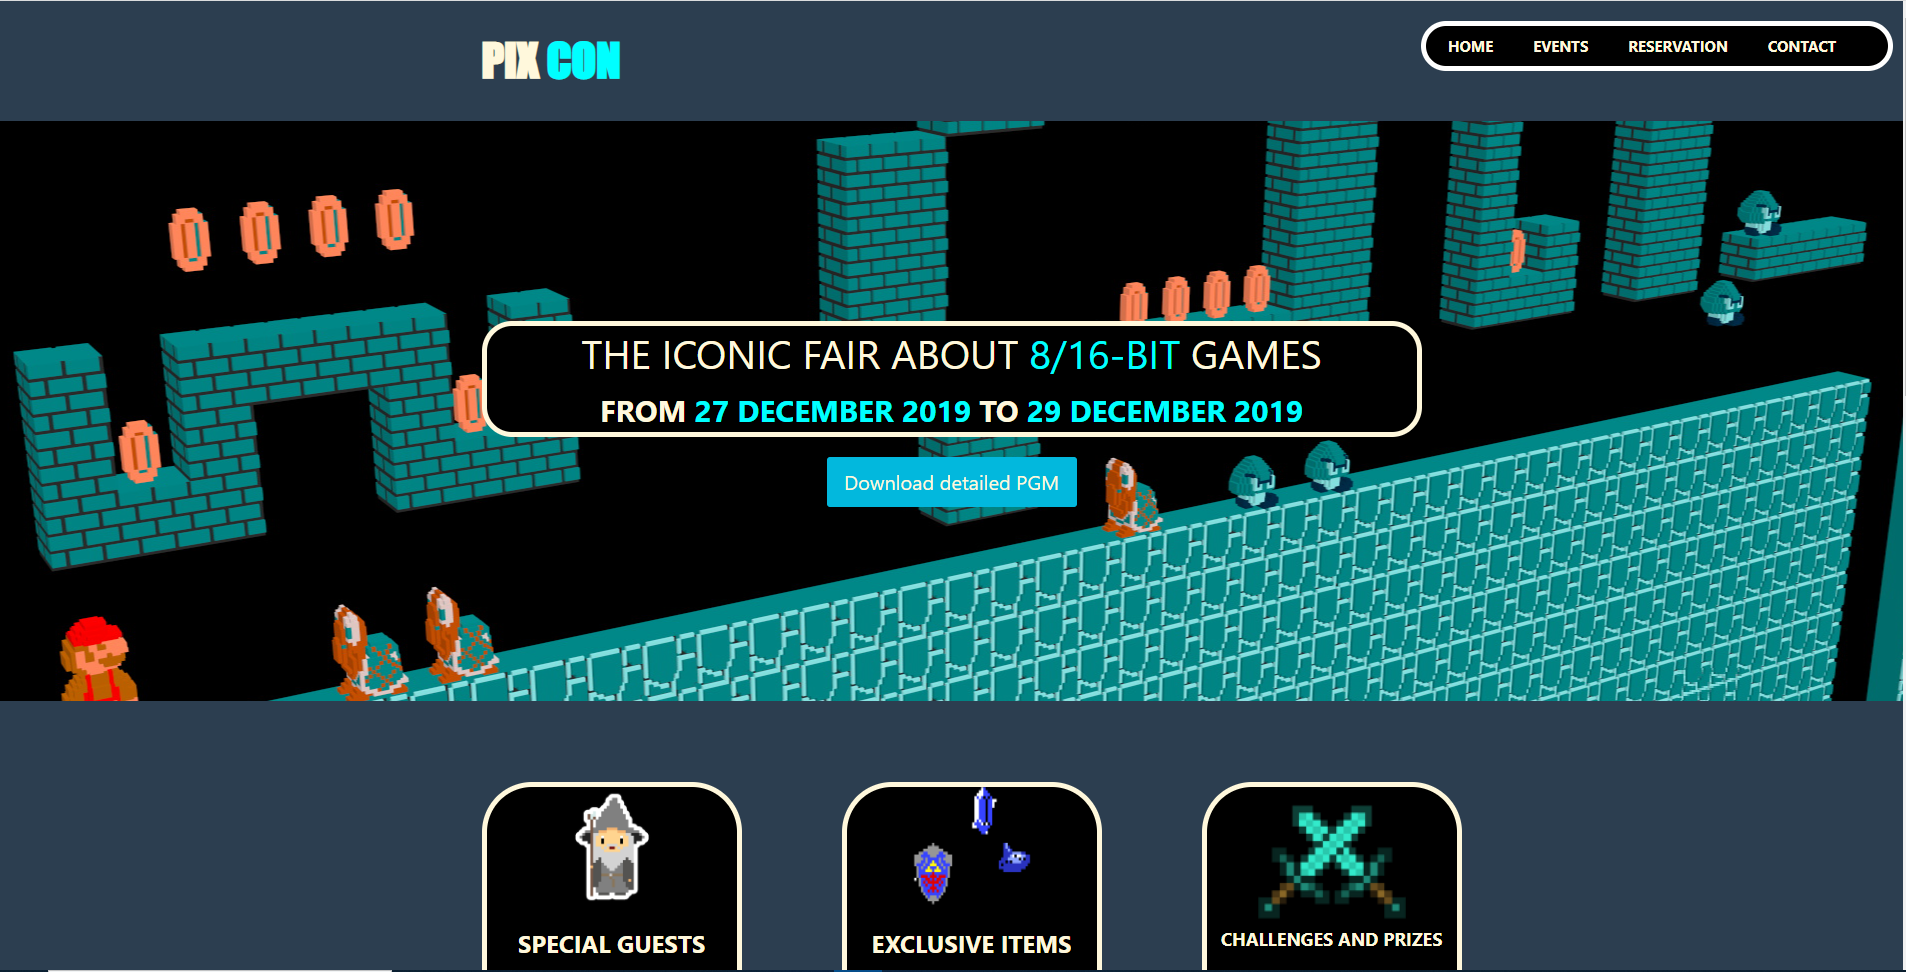 PIX CON
HOME EVENTS RESERVATION CONTACT
THE ICONIC FAIR ABOUT 8/16-BIT GAMES
FROM 27 DECEMBER 2019 TO 29 DECEMBER 2019
Download detailed PGM
SPECIAL GUESTS
EXCLUSIVE ITEMS
CHALLENGES AND PRIZES